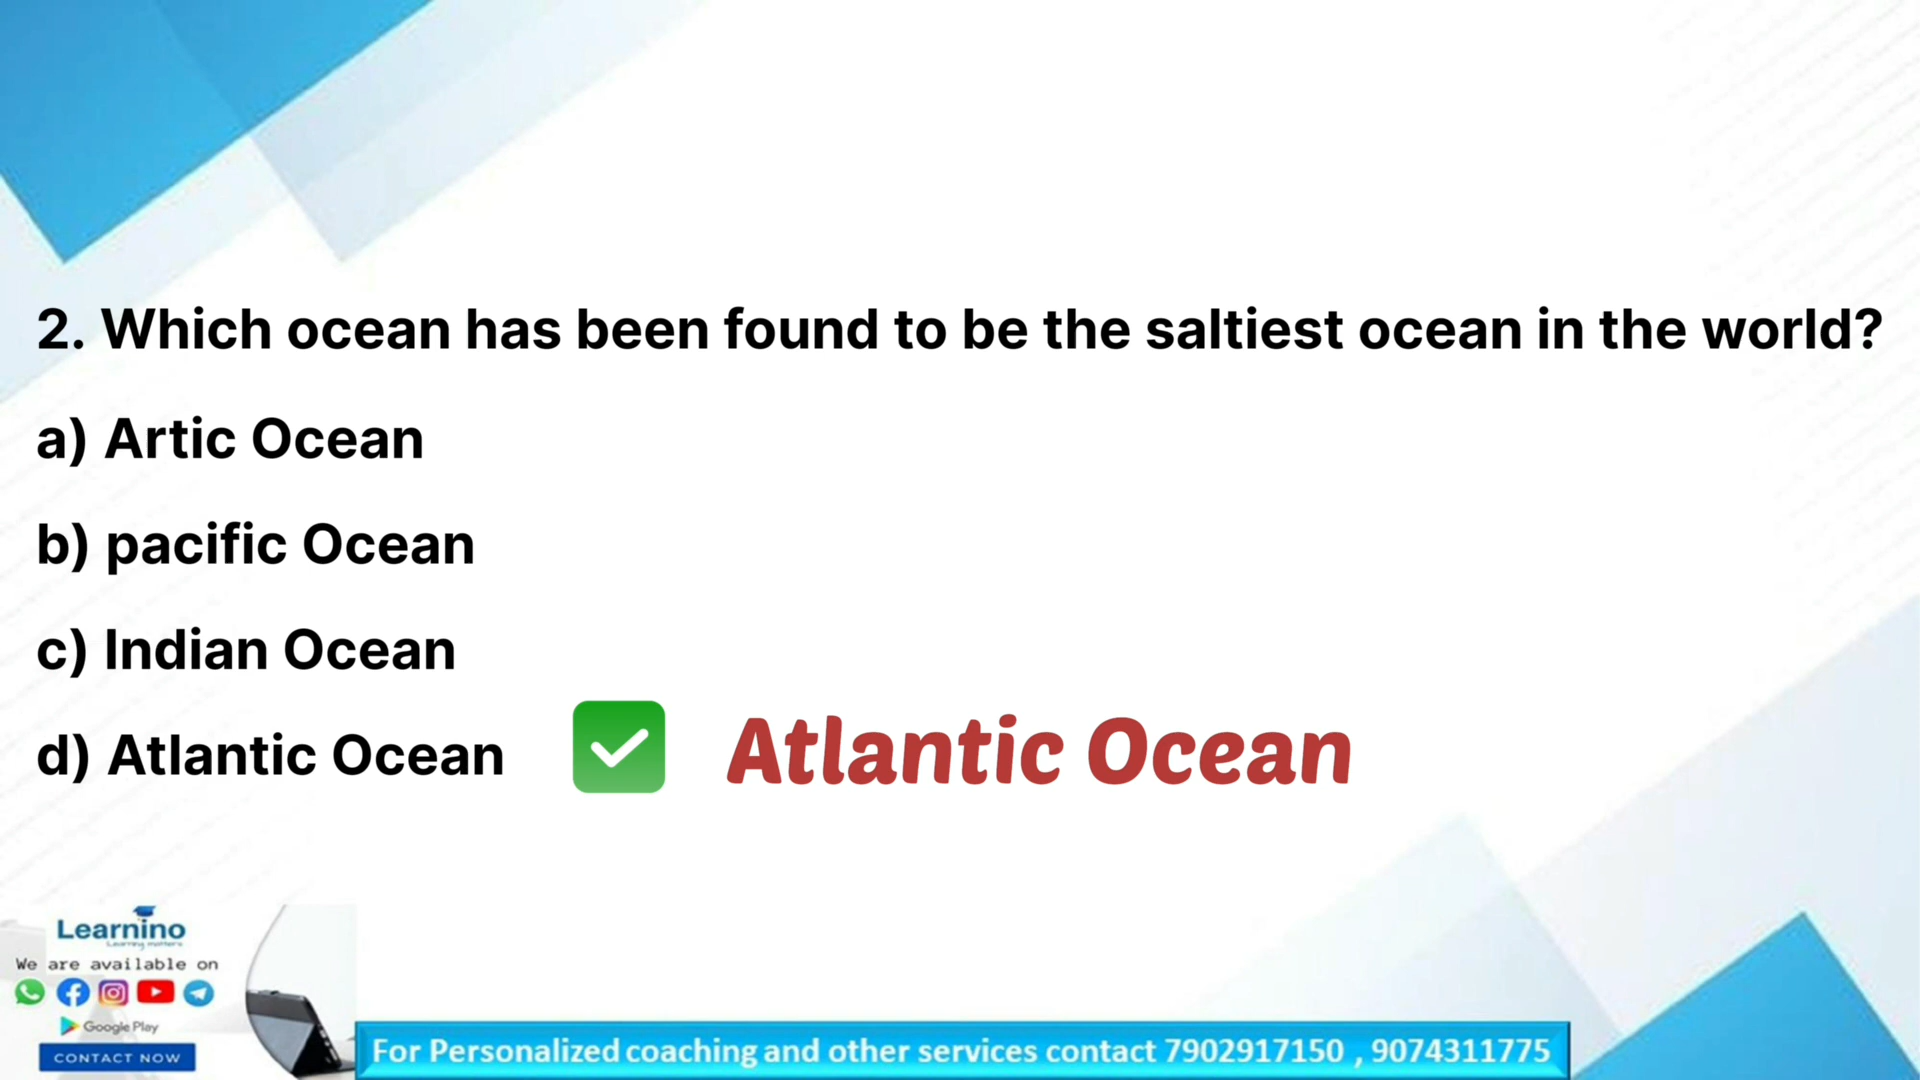 2. Which ocean has been found to be the saltiest ocean in the world?
a) Artic Ocean
b) pacific Ocean
c) Indian Ocean
d) Atlantic Ocean Atlantic Ocean
Learnino
Learning matters
We are available on
Google Play
CONTACT NOW
For Personalized coaching and other services contact 7902917150 , 9074311775